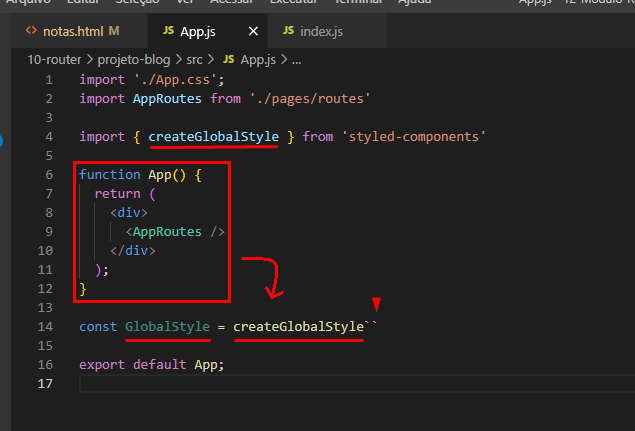 Arquivo Editar Seleção Ver Acessar Executar Terminal Ajuda App.js
<> notas.html M JS App.js × JS index.js
10-router > projeto-blog > src > JS App.js > ...
1 import './App.css';
2 import AppRoutes from './pages/routes'
3
4 import { createGlobalStyle } from 'styled-components'
5
6 function App() {
7 return (
8 <div>
9 <AppRoutes />
10 </div>
11 );
12 }
13
14 const GlobalStyle = createGlobalStyle``
15
16 export default App;
17